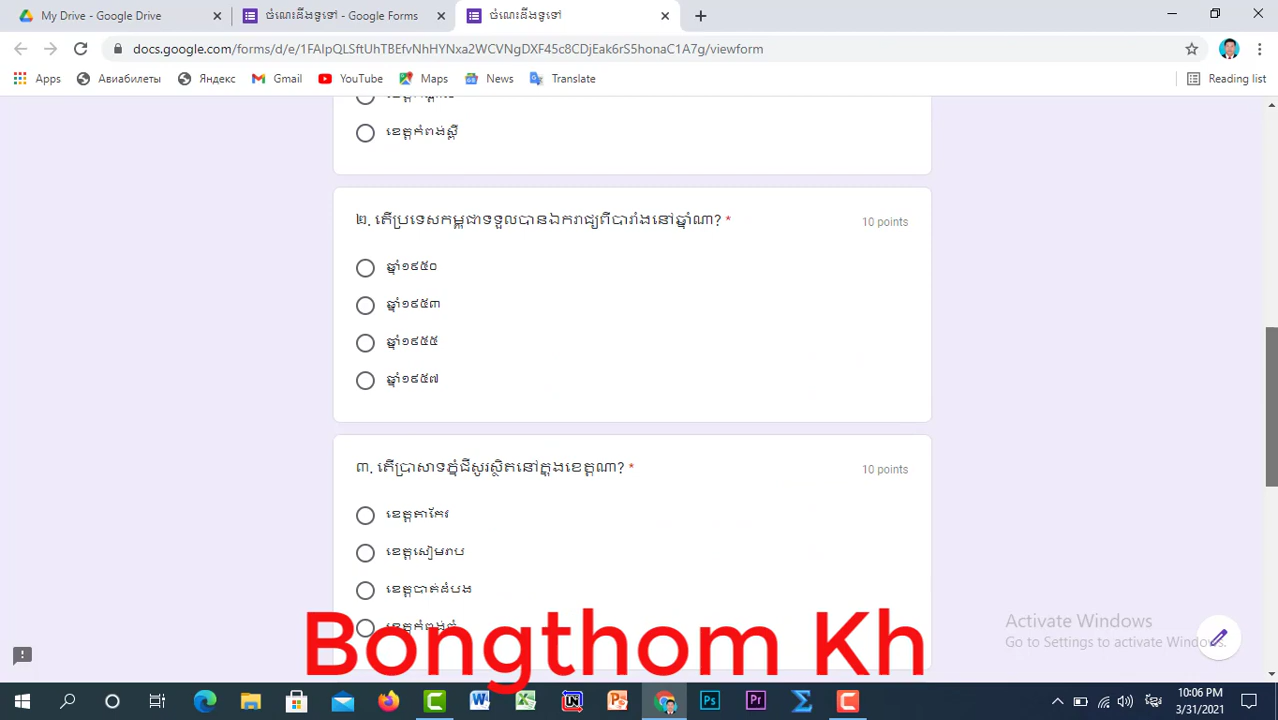 My Drive - Google Drive
ចំណេះដឹងទូទៅ - Google Forms
ចំណេះដឹងទូទៅ
docs.google.com/forms/d/e/1FAIpQLSftUhTBEfvNhHYNxa2WCVNgDXF45c8CDjEak6rS5honaC1A7g/viewform
Apps
Авиабилеты
Яндекс
Gmail
YouTube
Maps
News
Translate
Reading list
ខេត្តកំពង់ស្ពឺ
២. តើប្រទេសកម្ពុជាទទួលបានឯករាជ្យពីបារាំងនៅឆ្នាំណា? *
10 points
ឆ្នាំ១៩៥០
ឆ្នាំ១៩៥៣
ឆ្នាំ១៩៥៥
ឆ្នាំ១៩៥៧
៣. តើប្រាសាទភ្នំជីសូរស្ថិតនៅក្នុងខេត្តណា? *
10 points
ខេត្តតាកែវ
ខេត្តសៀមរាប
ខេត្តបាត់ដំបង
Bongthom Kh
Activate Windows
Go to Settings to activate Windows.
10:06 PM
3/31/2021